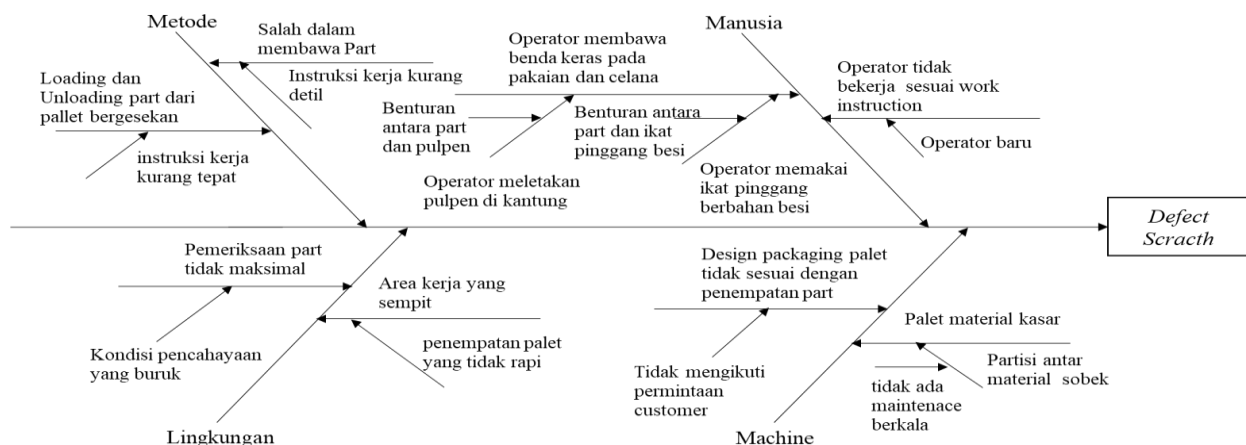 Metode
Salah dalam
membawa Part
Instruksi kerja kurang
detil
Loading dan
Unloading part dari
pallet bergesekan
instruksi kerja
kurang tepat
Manusia
Operator membawa
benda keras pada
pakaian dan celana
Benturan
antara part
dan pulpen
Benturan antara
part dan ikat
pinggang besi
Operator meletakan
pulpen di kantung
Operator memakai
ikat pinggang
berbahan besi
Operator tidak
bekerja sesuai work
instruction
Operator baru
Defect
Scracth
Pemeriksaan part
tidak maksimal
Kondisi pencahayaan
yang buruk
Area kerja yang
sempit
penempatan palet
yang tidak rapi
Lingkungan
Design packaging palet
tidak sesuai dengan
penempatan part
Tidak mengikuti
permintaan
customer
Palet material kasar
Partisi antar
material sobek
tidak ada
maintenace
berkala
Machine